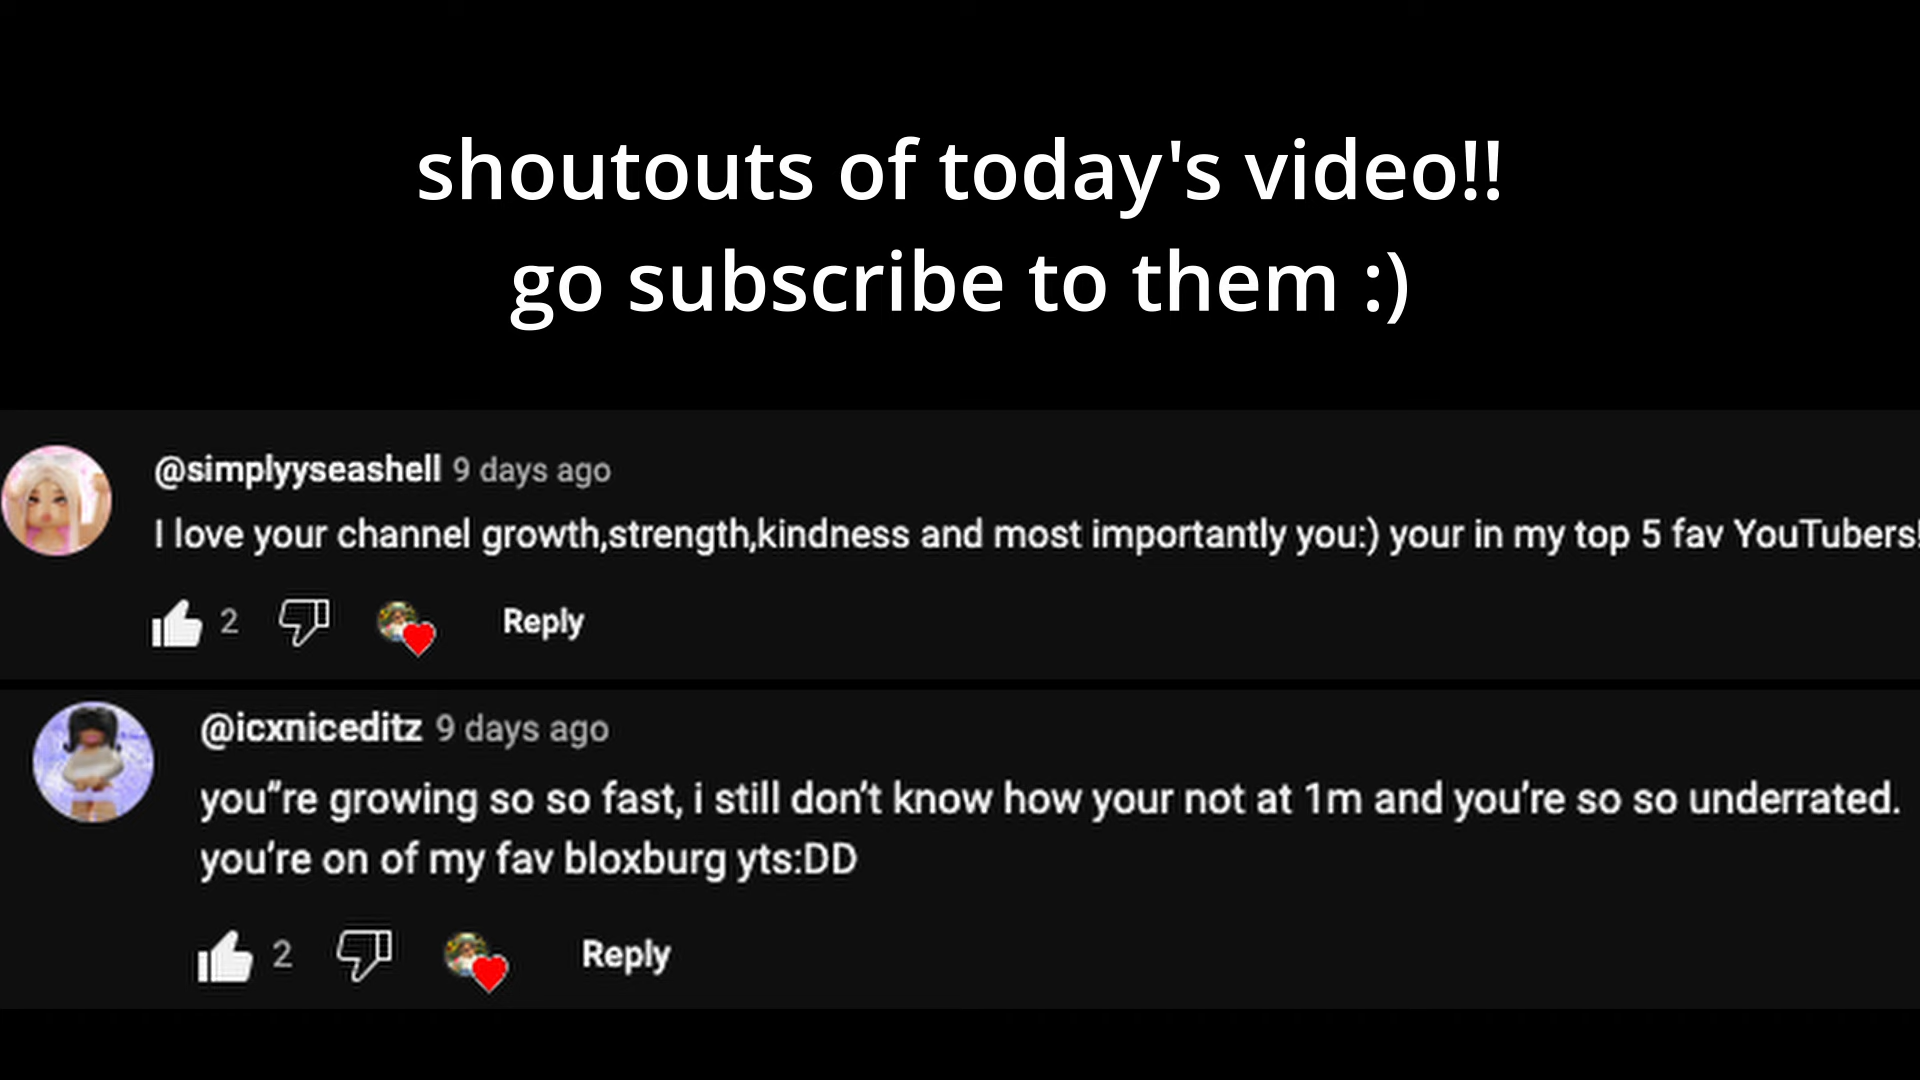 shoutouts of today's video!!
go subscribe to them :)
@simplyyseashell 9 days ago
I love your channel growth,strength,kindness and most importantly you:) your in my top 5 fav YouTubers!
2 Reply
@icxniceditz 9 days ago
you”re growing so so fast, i still don’t know how your not at 1m and you’re so so underrated.
you’re on of my fav bloxburg yts:DD
2 Reply